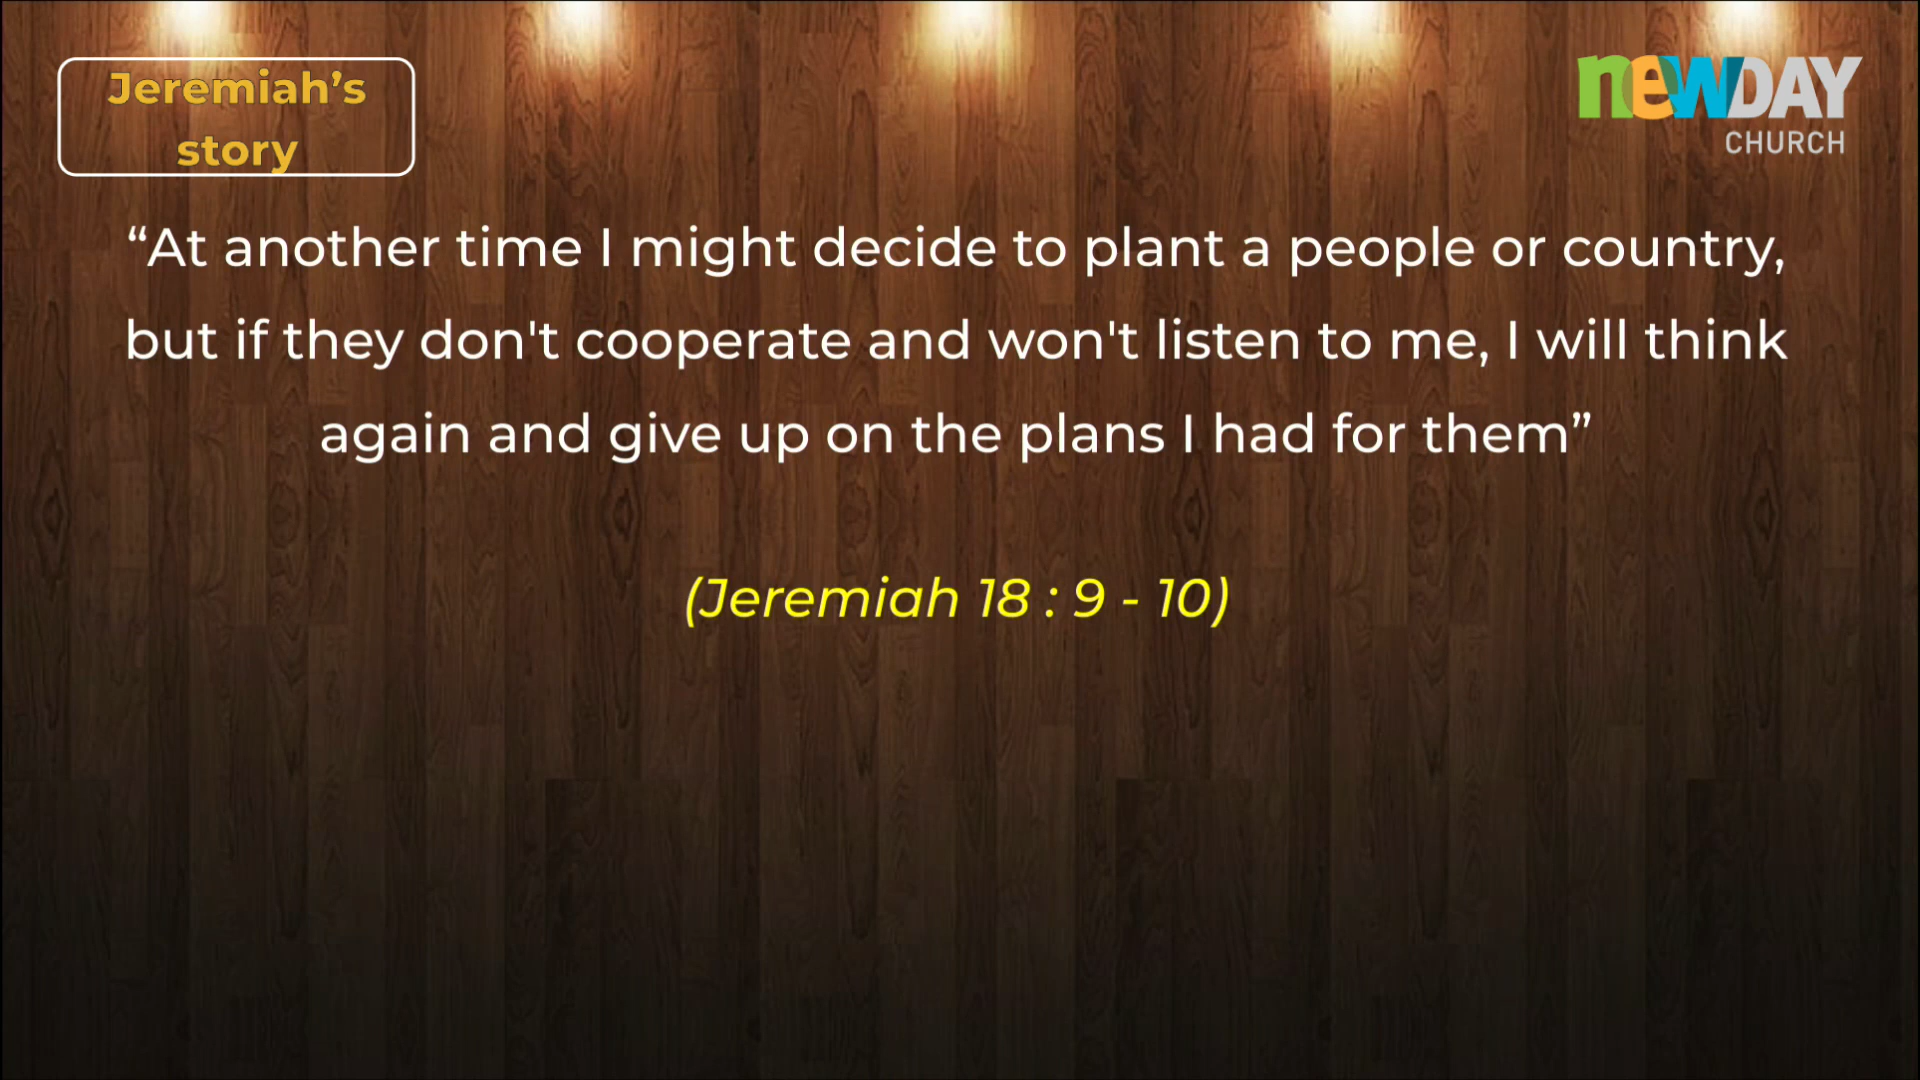 Jeremiah’s
story
newDAY
CHURCH
“At another time I might decide to plant a people or country,
but if they don't cooperate and won't listen to me, I will think
again and give up on the plans I had for them”
(Jeremiah 18 : 9 - 10)